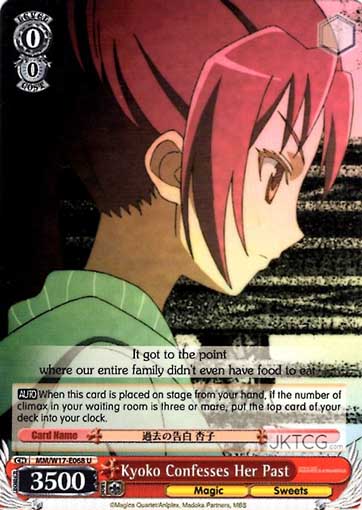 LEVEL
0
0
COST
It got to the point
where our entire family didn't even have food to eat...
AUTO When this card is placed on stage from your hand, if the number of
climax in your waiting room is three or mare, put the top card of your
deck into your clock.
Card Name 過去の告白 杏子
JKTCG.com
CH MM/W17-E068 U
Kyoko Confesses Her Past
POWER 3500
Magic Sweets
©Magica Quartet/Aniplex, Madoka Partners, MBS